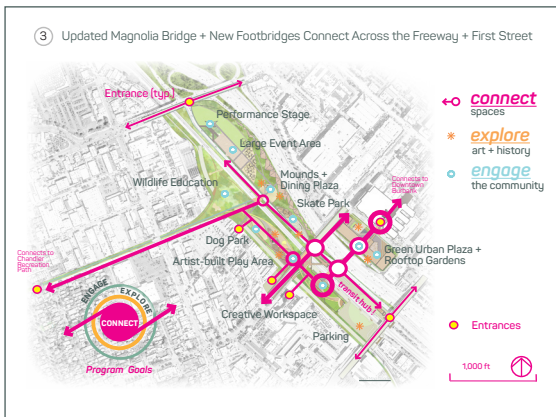 3 Updated Magnolia Bridge + New Footbridges Connect Across the Freeway + First Street
Entrance (typ.)
Performance Stage
Large Event Area
Mounds +
Dining Plaza
Wildlife Education
Skate Park
Connects to
Downtown
Burbank
Dog Park
Artist-built Play Area
Green Urban Plaza +
Rooftop Gardens
Connects to
Chandler
Recreation
Path
transit hub
Creative Workspace
Parking
ENGAGE
EXPLORE
CONNECT
Program Goals
connect
spaces
explore
art + history
engage
the community
Entrances
1,000 ft